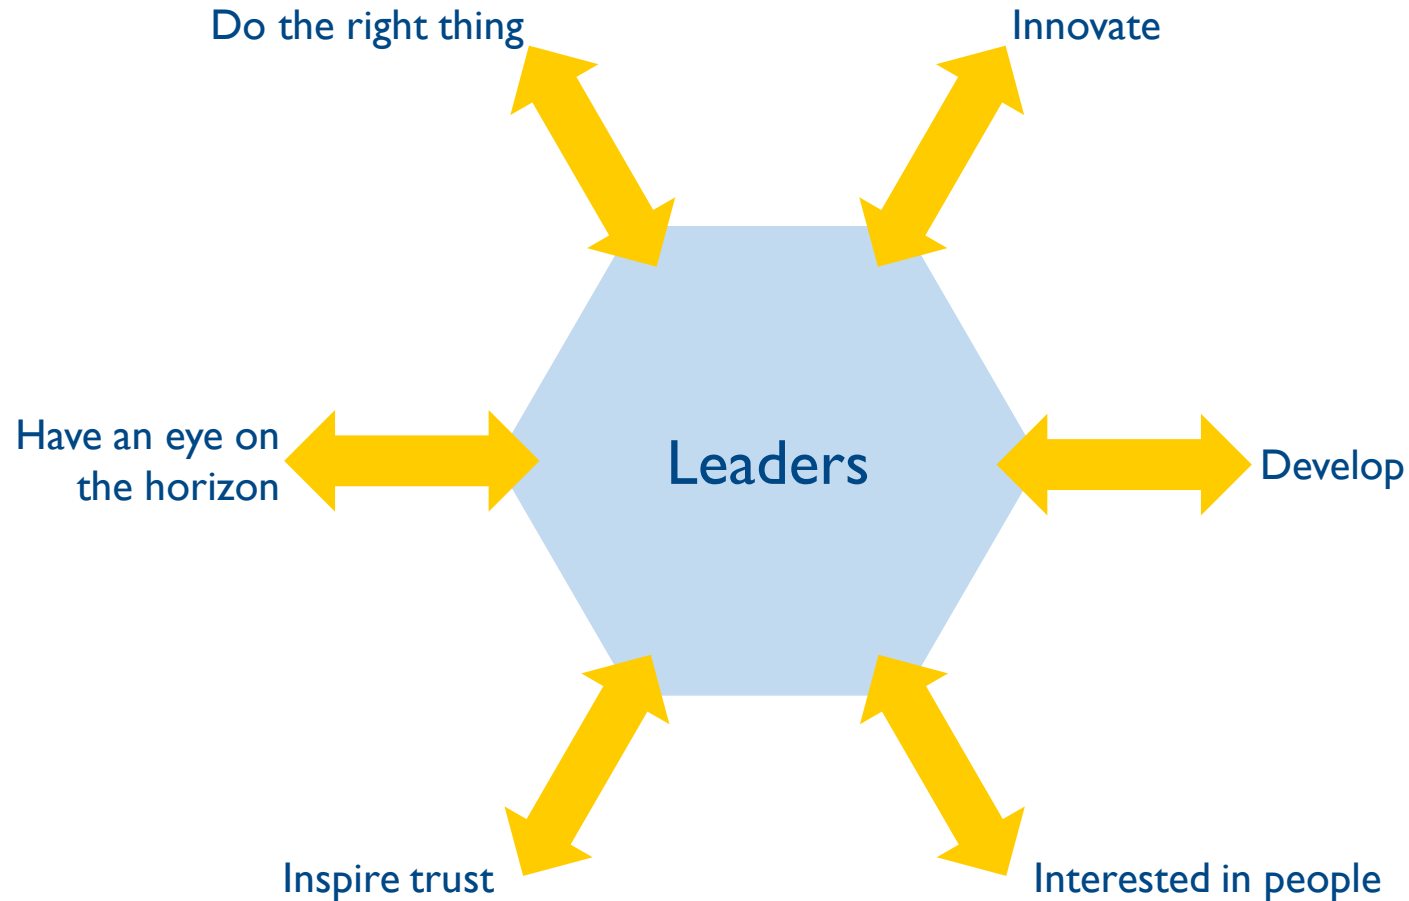 Do the right thing
Innovate
Have an eye on
the horizon
Leaders
Develop
Inspire trust
Interested in people